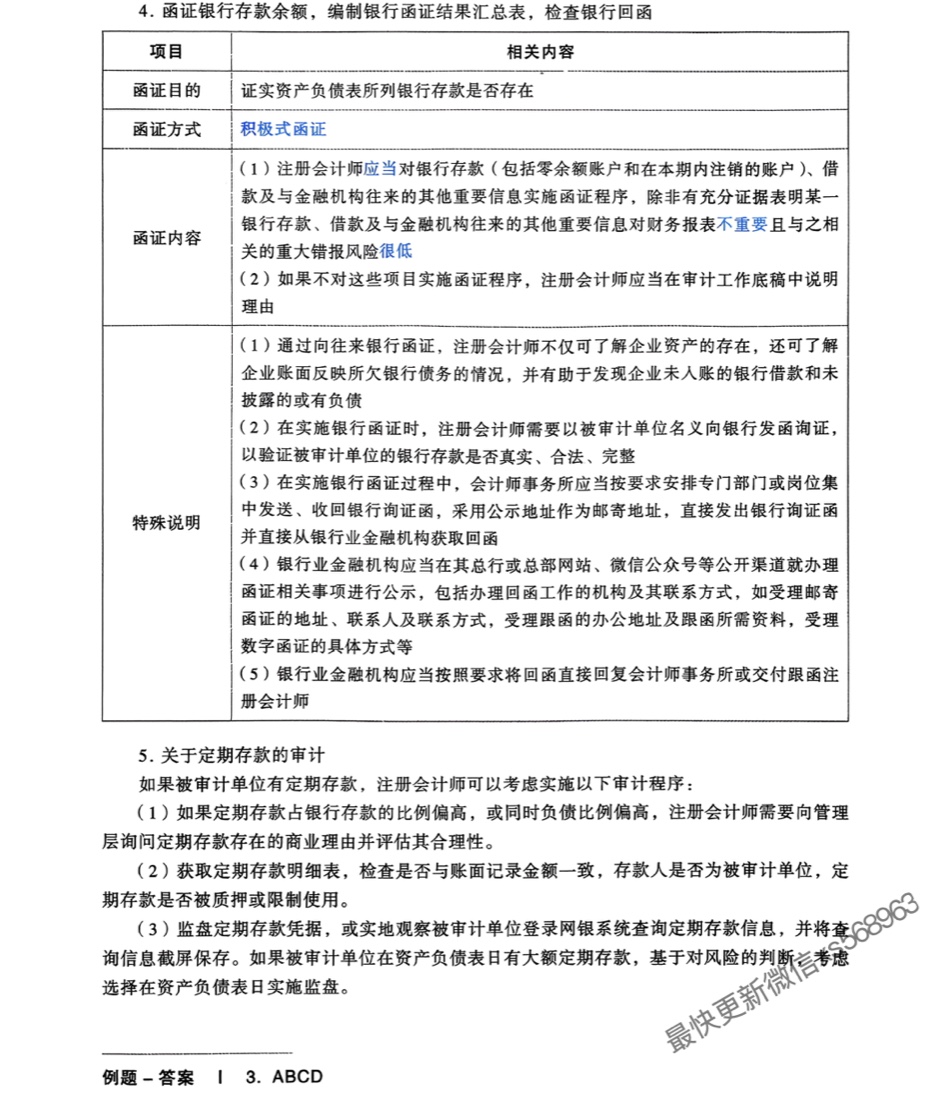 4. 函证银行存款余额，编制银行函证结果汇总表，检查银行回函
项目 相关内容
函证目的 证实资产负债表所列银行存款是否存在
函证方式 积极式函证
函证内容
（1）注册会计师应当对银行存款（包括零余额账户和在本期内注销的账户）、借
款及与金融机构往来的其他重要信息实施函证程序，除非有充分证据表明某一
银行存款、借款及与金融机构往来的其他重要信息对财务报表不重要且与之相
关的重大错报风险很低
（2）如果不对这些项目实施函证程序，注册会计师应当在审计工作底稿中说明
理由
特殊说明
（1）通过向往来银行函证，注册会计师不仅可了解企业资产的存在，还可了解
企业账面反映所欠银行债务的情况，并有助于发现企业未入账的银行借款和未
披露的或有负债
（2）在实施银行函证时，注册会计师需要以被审计单位名义向银行发函询证，
以验证被审计单位的银行存款是否真实、合法、完整
（3）在实施银行函证过程中，会计师事务所应当按要求安排专门部门或岗位集
中发送、收回银行询证函，采用公示地址作为邮寄地址，直接发出银行询证函
并直接从银行业金融机构获取回函
（4）银行业金融机构应当在其总行或总部网站、微信公众号等公开渠道就办理
函证相关事项进行公示，包括办理回函工作的机构及其联系方式，如受理邮寄
函证的地址、联系人及联系方式，受理跟函的办公地址及跟函所需资料，受理
数字函证的具体方式等
（5）银行业金融机构应当按照要求将回函直接回复会计师事务所或交付跟函注
册会计师
5. 关于定期存款的审计
如果被审计单位有定期存款，注册会计师可以考虑实施以下审计程序：
（1）如果定期存款占银行存款的比例偏高，或同时负债比例偏高，注册会计师需要向管理
层询问定期存款存在的商业理由并评估其合理性。
（2）获取定期存款明细表，检查是否与账面记录金额一致，存款人是否为被审计单位，定
期存款是否被质押或限制使用。
（3）监盘定期存款凭据，或实地观察被审计单位登录网银系统查询定期存款信息，并将查
询信息截屏保存。如果被审计单位在资产负债表日有大额定期存款，基于对风险的判断，考虑
选择在资产负债表日实施监盘。
最快更新微信：rs568963
例题－答案 | 3. ABCD